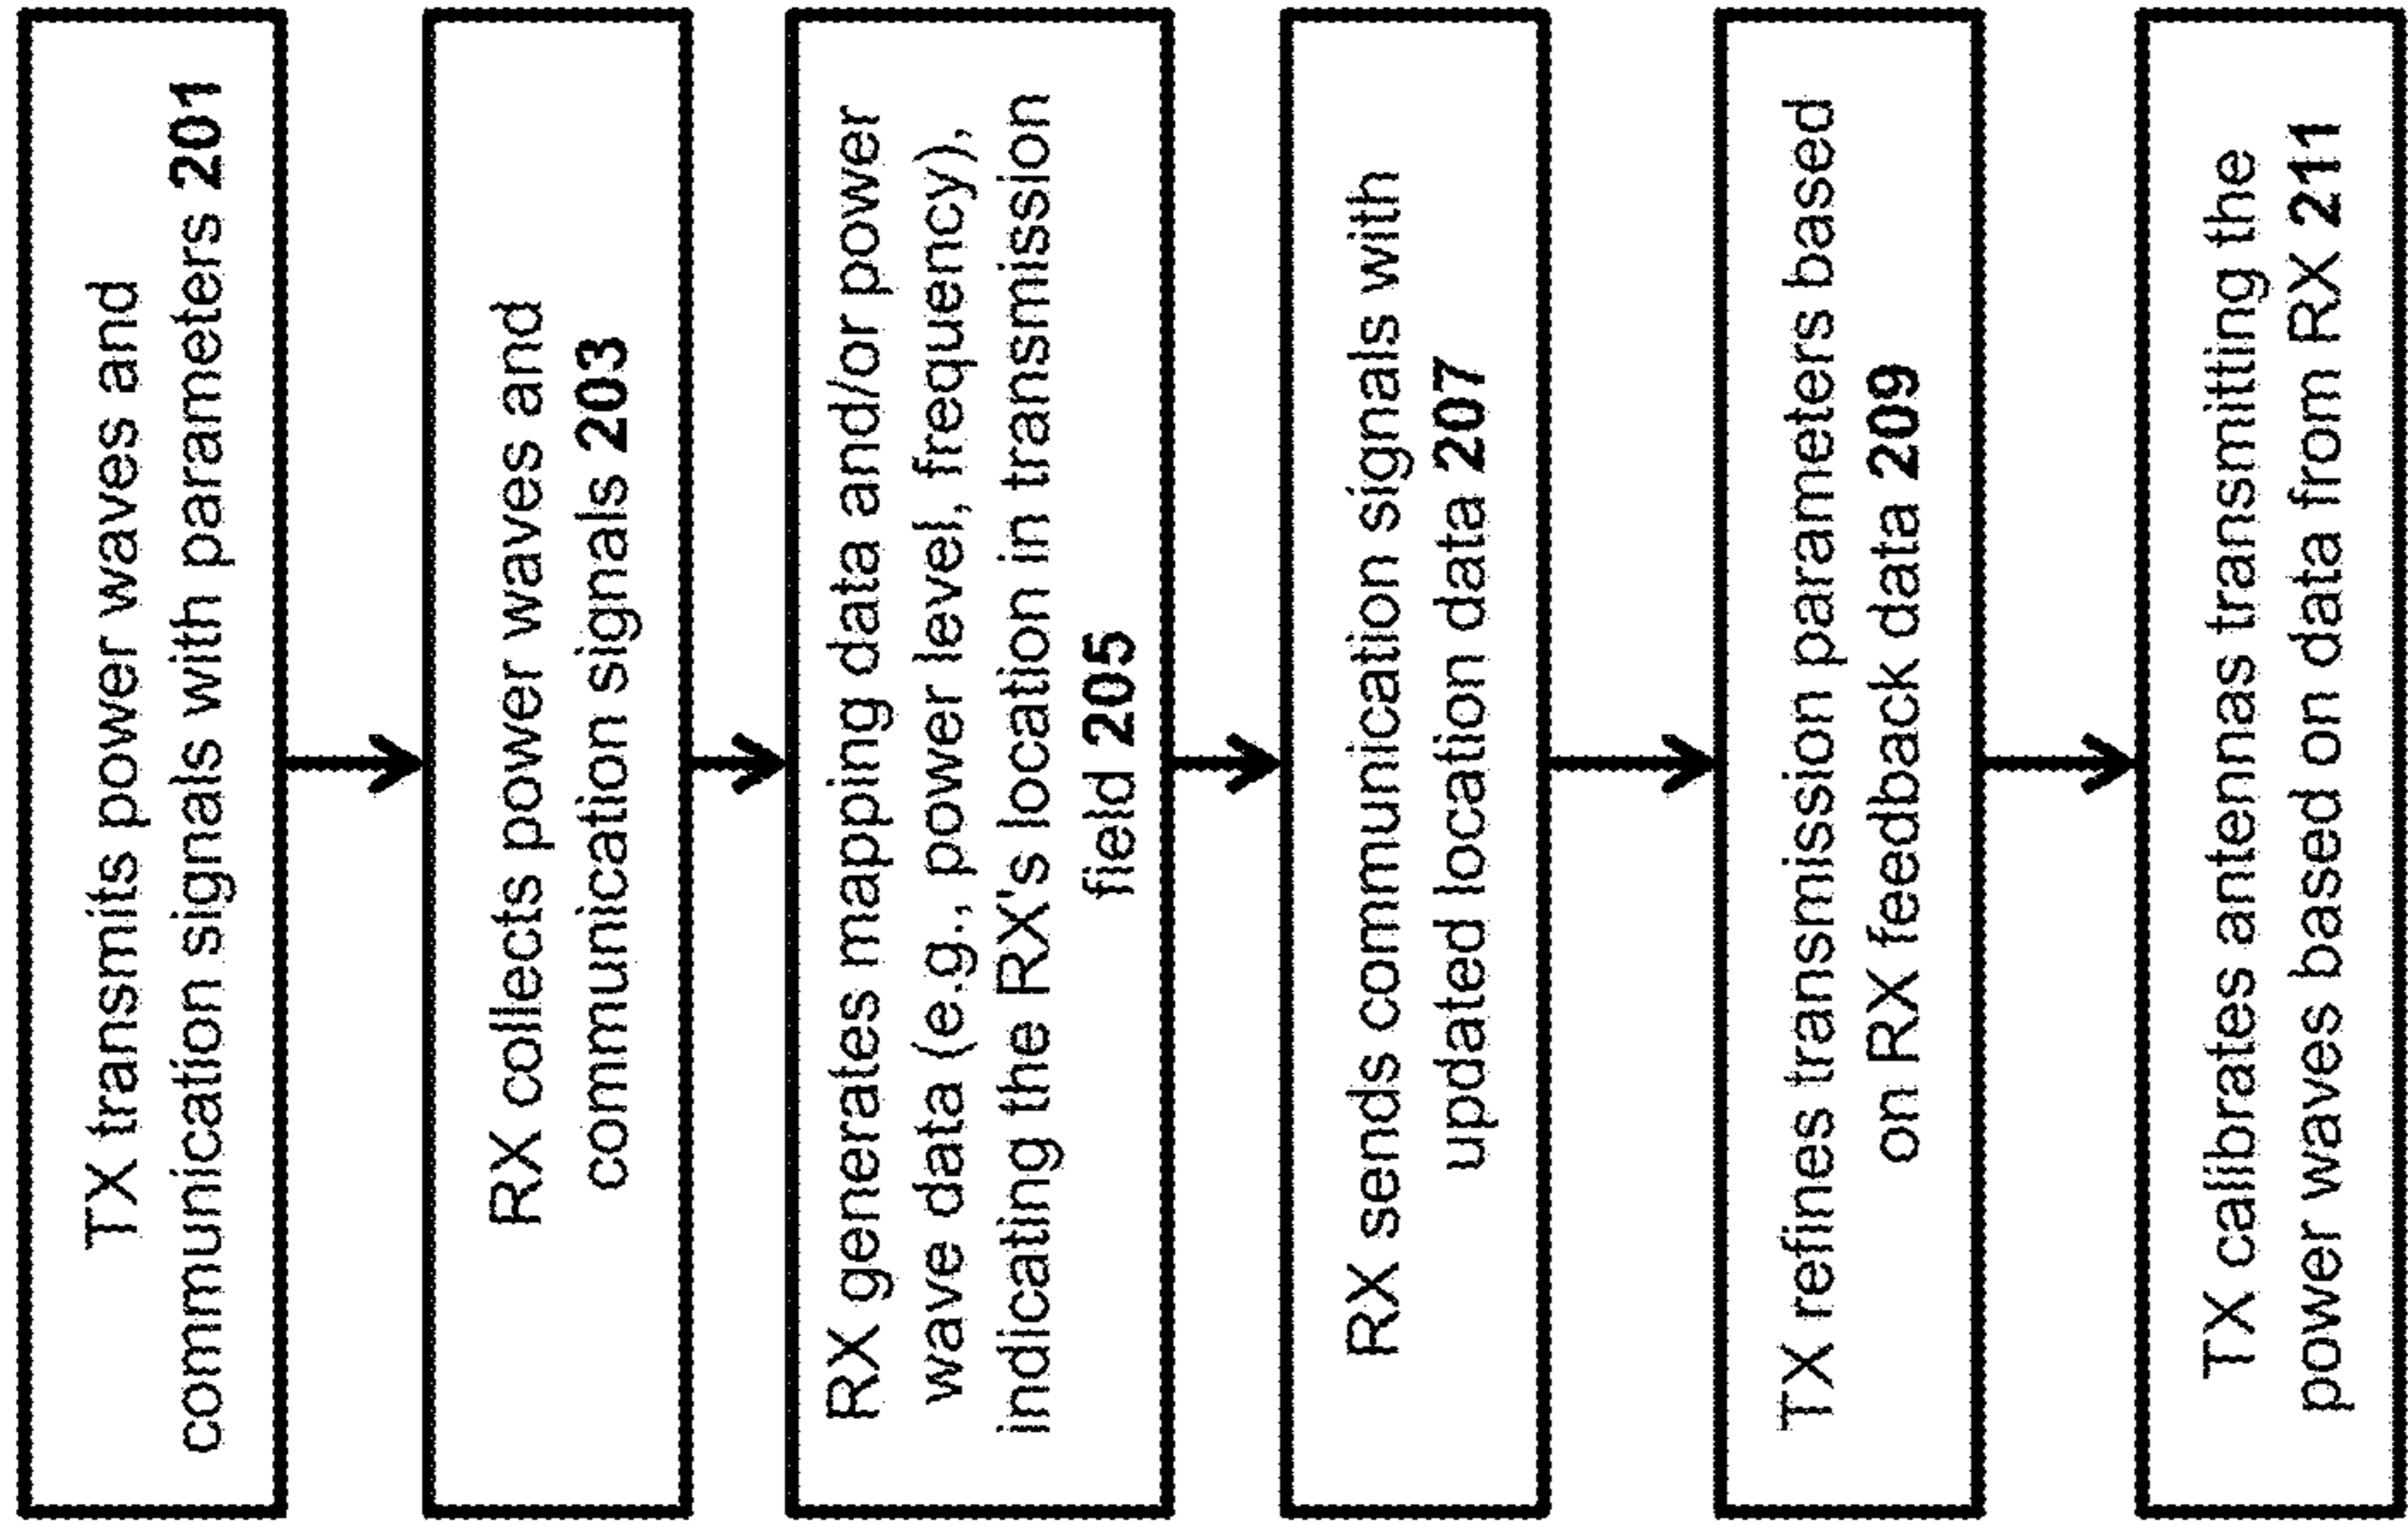 TX transmits power waves and
communication signals with parameters 201
RX collects power waves and
communication signals 203
RX generates mapping data and/or power
wave data (e.g., power level, frequency),
indicating the RX's location in transmission
field 205
RX sends communication signals with
updated location data 207
TX refines transmission parameters based
on RX feedback data 209
TX calibrates antennas transmitting the
power waves based on data from RX 211